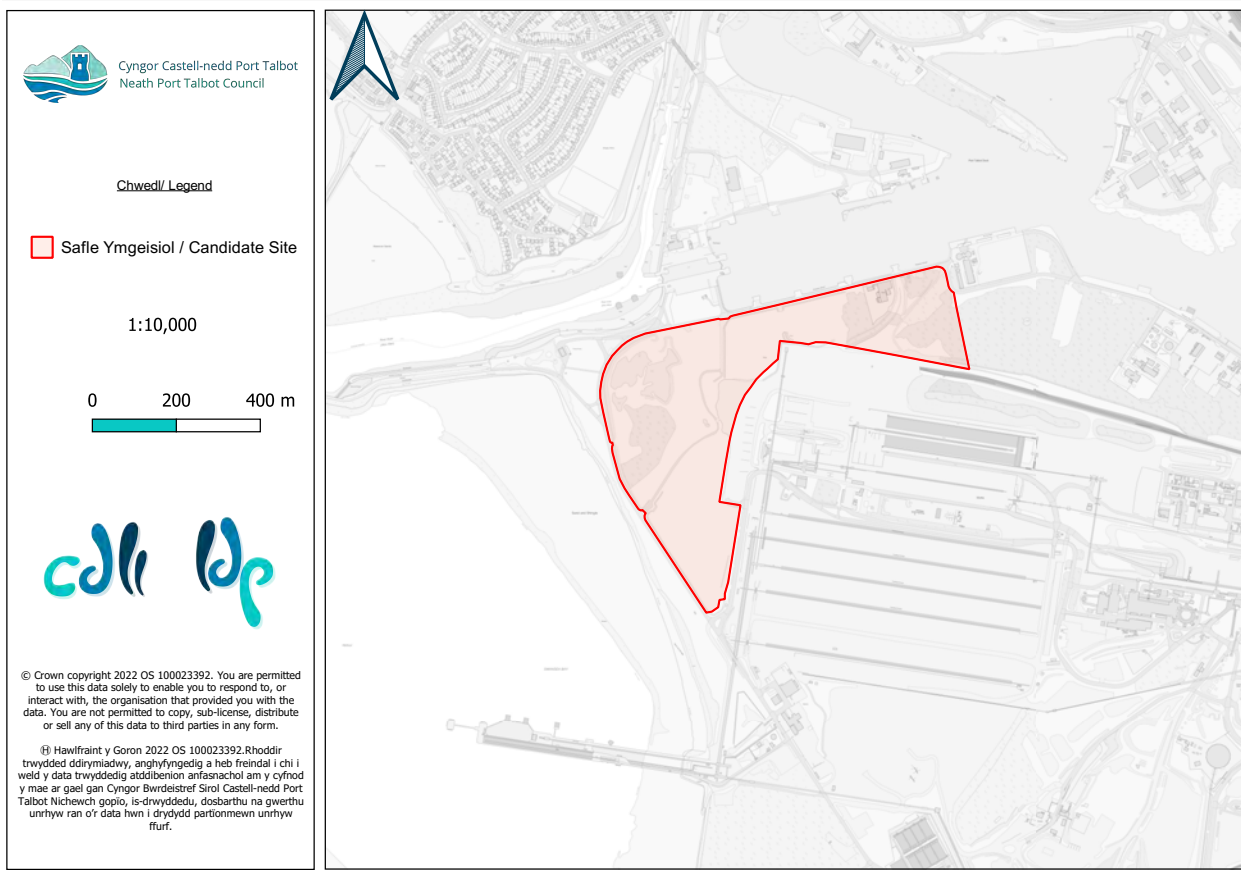 Cyngor Castell-nedd Port Talbot
Neath Port Talbot Council
Chwedl/ Legend
Safle Ymgeisiol / Candidate Site
1:10,000
0 200 400 m
cdll ldp
© Crown copyright 2022 OS 100023392. You are permitted
to use this data solely to enable you to respond to, or
interact with, the organisation that provided you with the
data. You are not permitted to copy, sub-license, distribute
or sell any of this data to third parties in any form.
Ⓗ Hawlfraint y Goron 2022 OS 100023392.Rhoddir
trwydded ddirymiadwy, anghyfyngedig a heb freindal i chi i
weld y data trwyddedig atddibenion anfasnachol am y cyfnod
y mae ar gael gan Cyngor Bwrdeistref Sirol Castell-nedd Port
Talbot Nichewch gopïo, is-drwyddedu, dosbarthu na gwerthu
unrhyw ran o'r data hwn i drydydd partïonmewn unrhyw
ffurf.